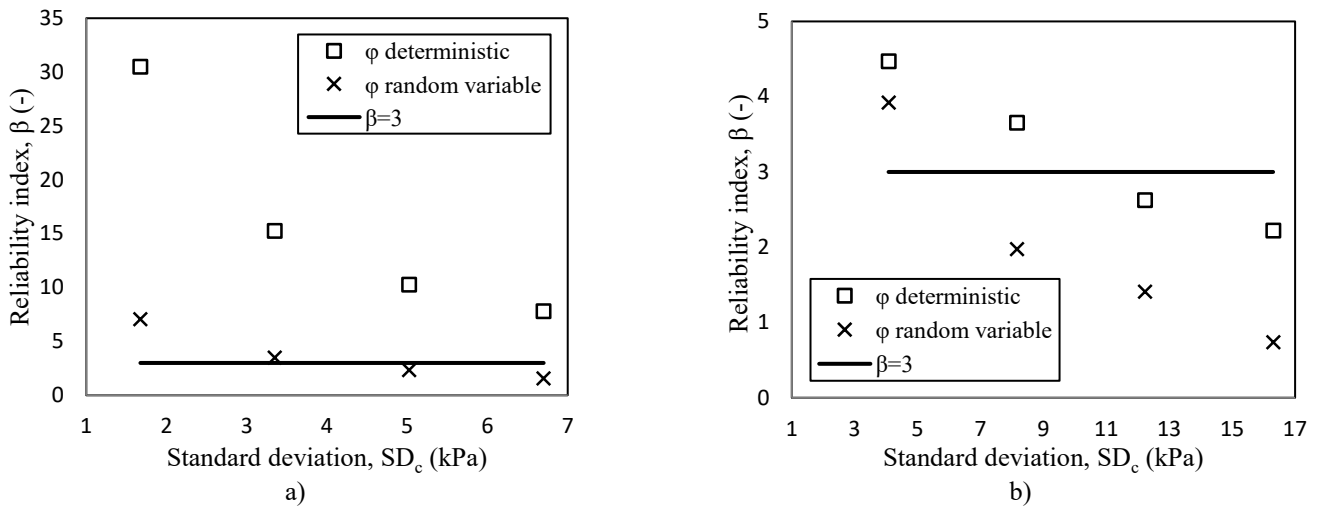 35
30
25
20
15
10
5
0
Reliability index, β (-)
φ deterministic
φ random variable
β=3
1 2 3 4 5 6 7
Standard deviation, SDc (kPa)
a)
5
4
3
2
1
0
Reliability index, β (-)
φ deterministic
φ random variable
β=3
1 3 5 7 9 11 13 15 17
Standard deviation, SDc (kPa)
b)